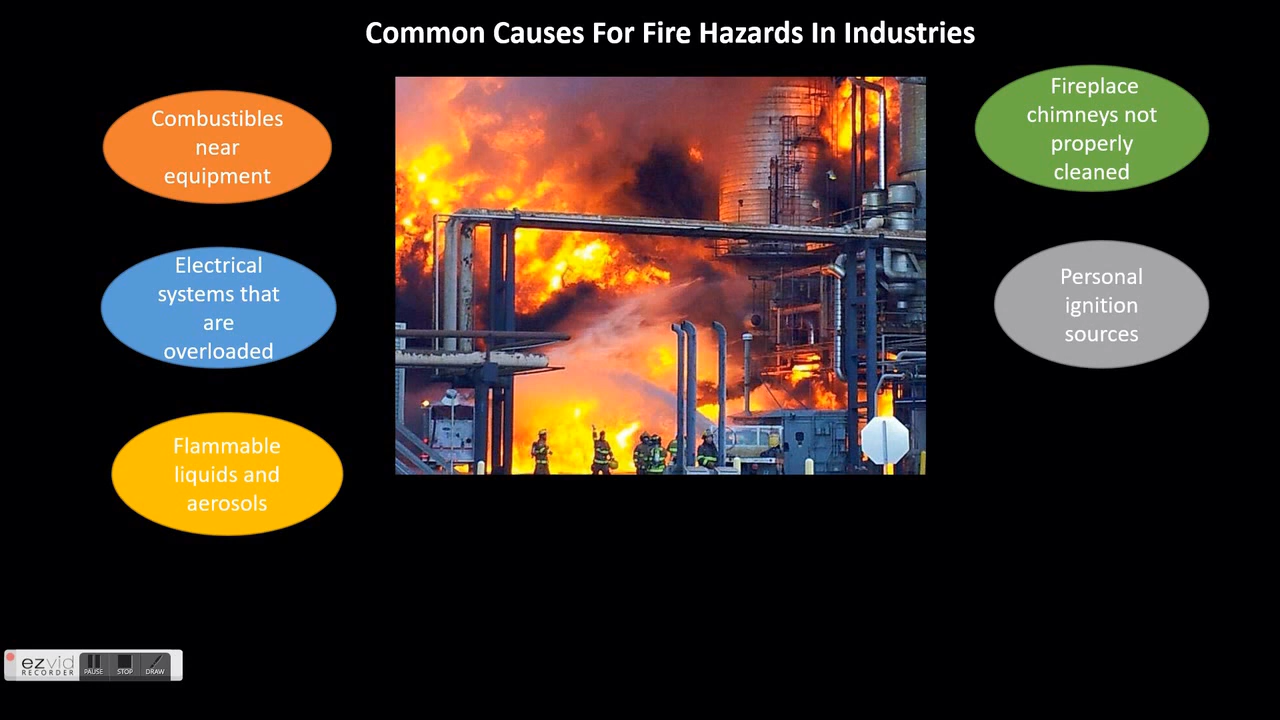 Common Causes For Fire Hazards In Industries
Combustibles
near
equipment
Electrical
systems that
are
overloaded
Flammable
liquids and
aerosols
Fireplace
chimneys not
properly
cleaned
Personal
ignition
sources
ezvid
RECORDER
PAUSE
STOP
DRAW